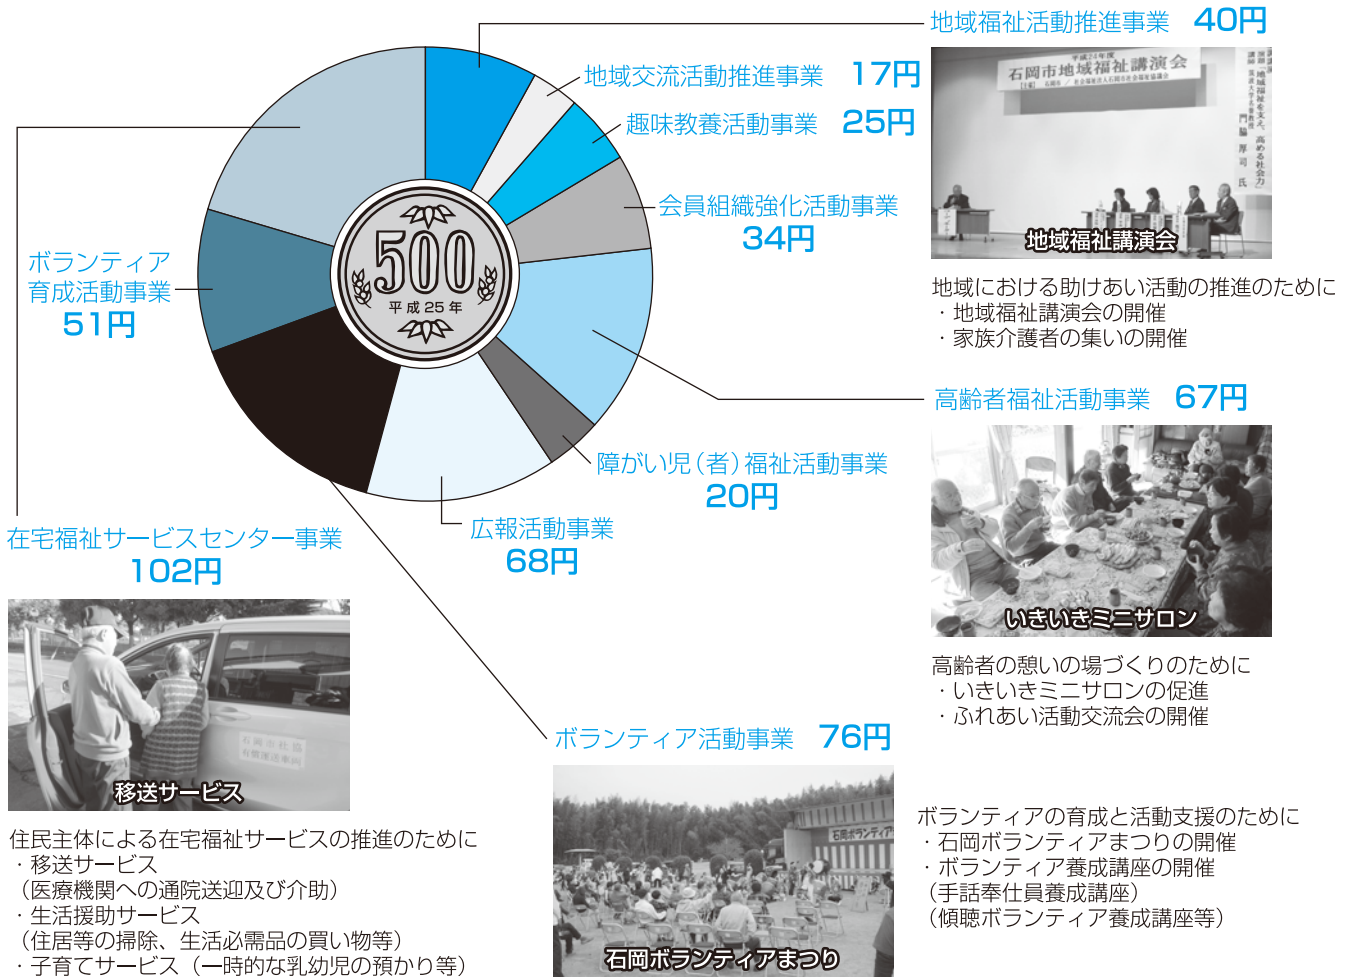 地域福祉活動推進事業 40円
地域交流活動推進事業 17円
趣味教養活動事業 25円
会員組織強化活動事業
34円
平成24年度
石岡市地域福祉講演会
地域福祉講演会
地域における助けあい活動の推進のために
・地域福祉講演会の開催
・家族介護者の集いの開催
500
平成25年
ボランティア
育成活動事業
51円
高齢者福祉活動事業 67円
いきいきミニサロン
高齢者の憩いの場づくりのために
・いきいきミニサロンの促進
・ふれあい活動交流会の開催
障がい児(者)福祉活動事業
20円
広報活動事業
68円
在宅福祉サービスセンター事業
102円
石岡市社協
有償運送車両
移送サービス
住民主体による在宅福祉サービスの推進のために
・移送サービス
(医療機関への通院送迎及び介助)
・生活援助サービス
(住居等の掃除、生活必需品の買い物等)
・子育てサービス(一時的な乳幼児の預かり等)
ボランティア活動事業 76円
石岡ボランティア
石岡ボランティアまつり
ボランティアの育成と活動支援のために
・石岡ボランティアまつりの開催
・ボランティア養成講座の開催
(手話奉仕員養成講座)
(傾聴ボランティア養成講座等)